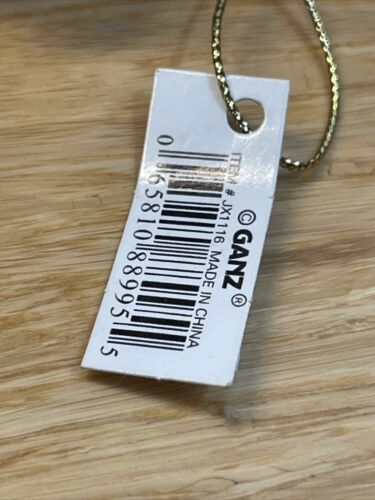 © GANZ®
ITEM # JX1116 MADE IN CHINA
0 65810 88995 5